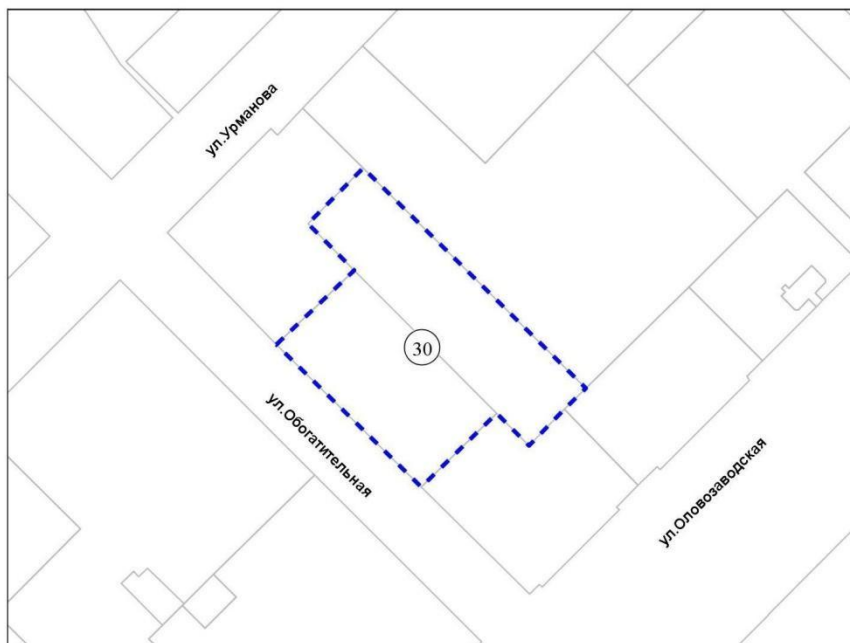 ул.Урманова
30
ул.Обогатительная
ул.Оловозаводская